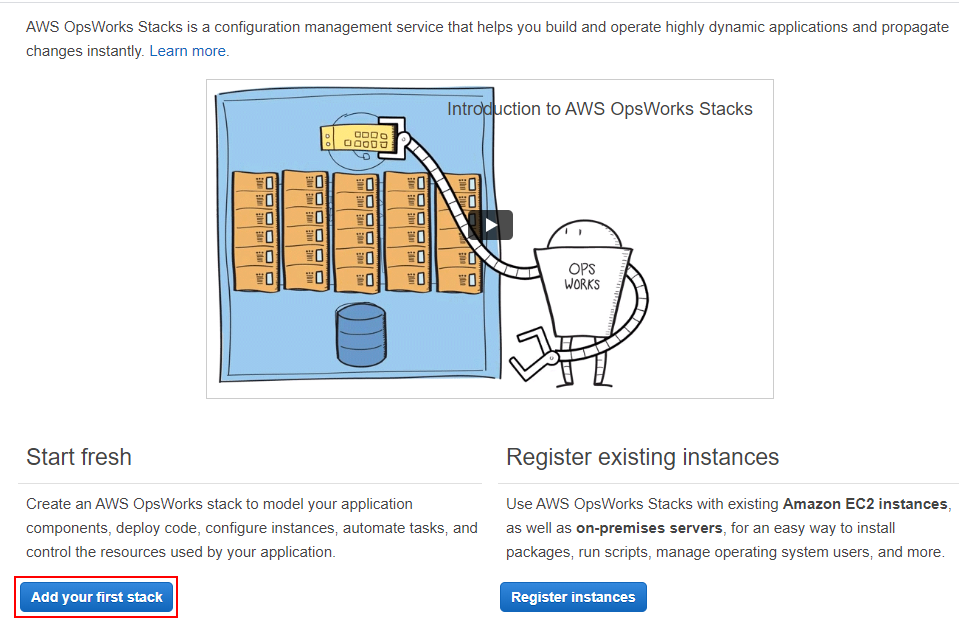 AWS OpsWorks Stacks is a configuration management service that helps you build and operate highly dynamic applications and propagate
changes instantly. Learn more.
Introduction to AWS OpsWorks Stacks
OPS
WORKS
Start fresh
Create an AWS OpsWorks stack to model your application
components, deploy code, configure instances, automate tasks, and
control the resources used by your application.
Add your first stack
Register existing instances
Use AWS OpsWorks Stacks with existing Amazon EC2 instances,
as well as on-premises servers, for an easy way to install
packages, run scripts, manage operating system users, and more.
Register instances